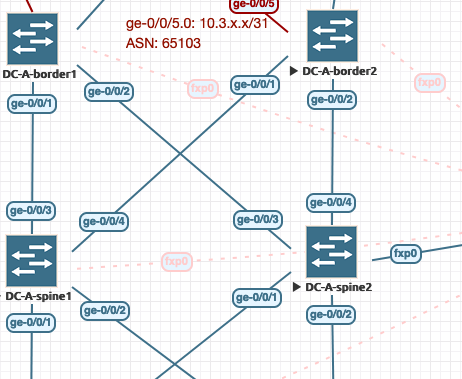 ge-0/0/5
ge-0/0/5.0: 10.3.x.x/31
ASN: 65103
DC-A-border1
DC-A-border2
fxp0
ge-0/0/1
ge-0/0/2
fxp0
ge-0/0/1
ge-0/0/2
ge-0/0/3
ge-0/0/4
ge-0/0/3
ge-0/0/4
fxp0
fxp0
DC-A-spine1
DC-A-spine2
ge-0/0/1
ge-0/0/2
ge-0/0/1
ge-0/0/2